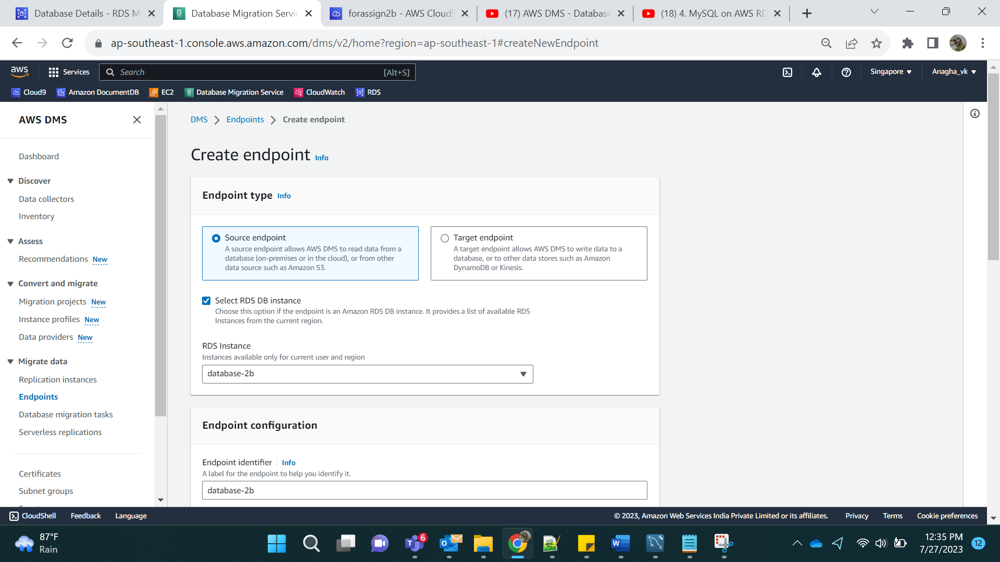 Database Details - RDS M
Database Migration Servic
forassign2b - AWS Cloud
(17) AWS DMS - Database
(18) 4. MySQL on AWS RD
ap-southeast-1.console.aws.amazon.com/dms/v2/home?region=ap-southeast-1#createNewEndpoint
aws
Services
Search
[Alt+S]
Singapore
Anagha_vk
Cloud9
Amazon DocumentDB
EC2
Database Migration Service
CloudWatch
RDS
AWS DMS
Dashboard
Discover
Data collectors
Inventory
Assess
Recommendations New
Convert and migrate
Migration projects New
Instance profiles New
Data providers New
Migrate data
Replication instances
Endpoints
Database migration tasks
Serverless replications
Certificates
Subnet groups
DMS
Endpoints
Create endpoint
Create endpoint Info
Endpoint type Info
Source endpoint
A source endpoint allows AWS DMS to read data from a
database (on-premises or in the cloud), or from other
data source such as Amazon S3.
Target endpoint
A target endpoint allows AWS DMS to write data to a
database, or to other data stores such as Amazon
DynamoDB or Kinesis.
Select RDS DB instance
Choose this option if the endpoint is an Amazon RDS DB instance. It provides a list of available RDS
Instances from the current region.
RDS Instance
Instances available only for current user and region
database-2b
Endpoint configuration
Endpoint identifier Info
A label for the endpoint to help you identify it.
database-2b
CloudShell
Feedback
Language
© 2023, Amazon Web Services India Private Limited or its affiliates.
Privacy
Terms
Cookie preferences
87°F
Rain
6
12:35 PM
7/27/2023
12